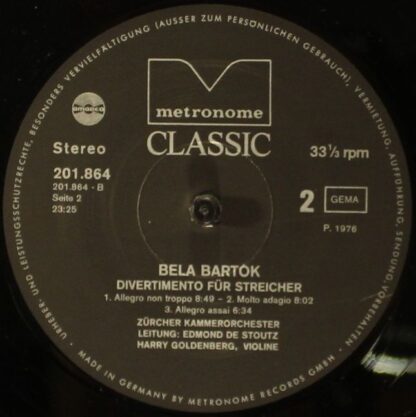 URHEBER- UND LEISTUNGSSCHUTZRECHTE, BESONDERS VERVIELFÄLTIGUNG (AUSSER ZUM PERSÖNLICHEN GEBRAUCH), VERMIETUNG, AUFFÜHRUNG, SENDUNG VORBEHALTEN
amadeo
metronome
CLASSIC
Stereo
33⅓ rpm
201.864
201.864 - B
Seite 2
23:25
2
GEMA
P. 1976
BELA BARTÓK
DIVERTIMENTO FÜR STREICHER
1. Allegro non troppo 8:49 – 2. Molto adagio 8:02
3. Allegro assai 6:34
ZÜRCHER KAMMERORCHESTER
LEITUNG: EDMOND DE STOUTZ
HARRY GOLDENBERG, VIOLINE
MADE IN GERMANY BY METRONOME RECORDS GMBH